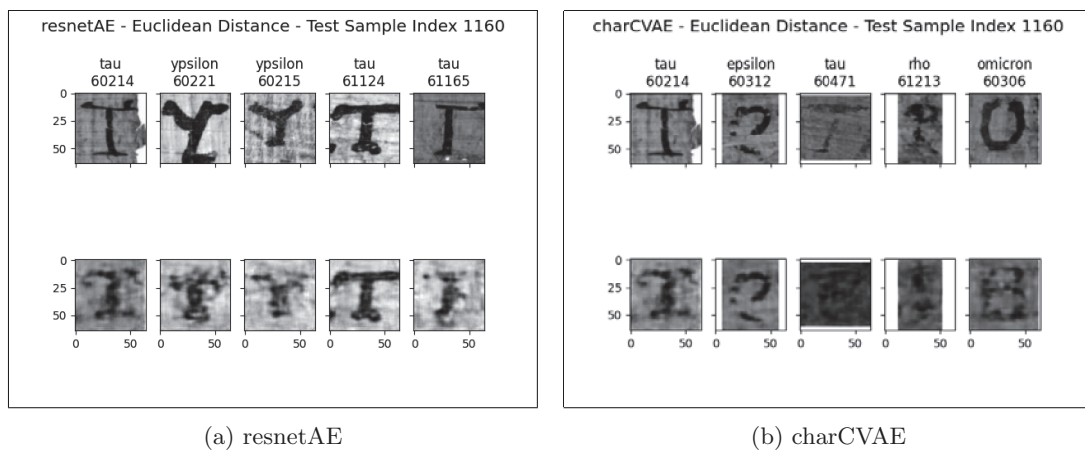 resnetAE - Euclidean Distance - Test Sample Index 1160
tau ypsilon ypsilon tau tau
60214 60221 60215 61124 61165
0
25
50
0
25
50
0 50 0 50 0 50 0 50 0 50
(a) resnetAE
charCVAE - Euclidean Distance - Test Sample Index 1160
tau epsilon tau rho omicron
60214 60312 60471 61213 60306
0
25
50
0
25
50
0 50 0 50 0 50 0 50 0 50
(b) charCVAE